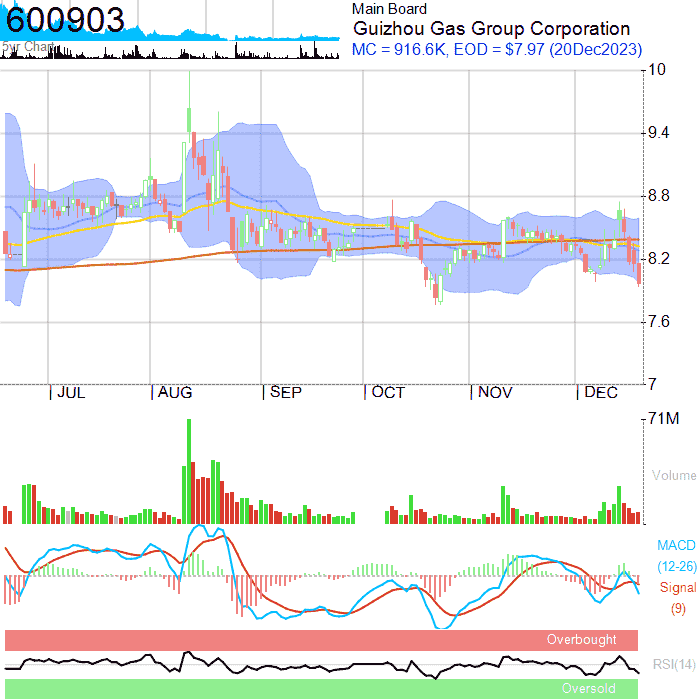 600903
5yr Chart
Main Board
Guizhou Gas Group Corporation
MC = 916.6K, EOD = $7.97 (20Dec2023)
10
9.4
8.8
8.2
7.6
7
JUL
AUG
SEP
OCT
NOV
DEC
71M
Volume
MACD
(12-26)
Signal
(9)
Overbought
RSI(14)
Oversold